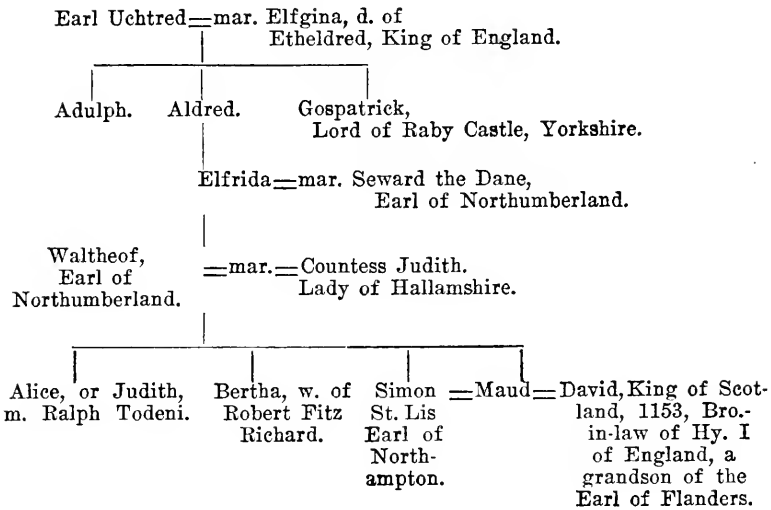 Earl Uchtred=mar. Elfgina, d. of
Etheldred, King of England.
Adulph. Aldred. Gospatrick,
Lord of Raby Castle, Yorkshire.
Elfrida=mar. Seward the Dane,
Earl of Northumberland.
Waltheof,
Earl of
Northumberland.
=mar.=Countess Judith.
Lady of Hallamshire.
Alice, or Judith,
m. Ralph Todeni.
Bertha, w. of
Robert Fitz
Richard.
Simon
St. Lis
Earl of
North-
ampton.
=Maud=David, King of Scot-
land, 1153, Bro.-
in-law of Hy. I
of England, a
grandson of the
Earl of Flanders.